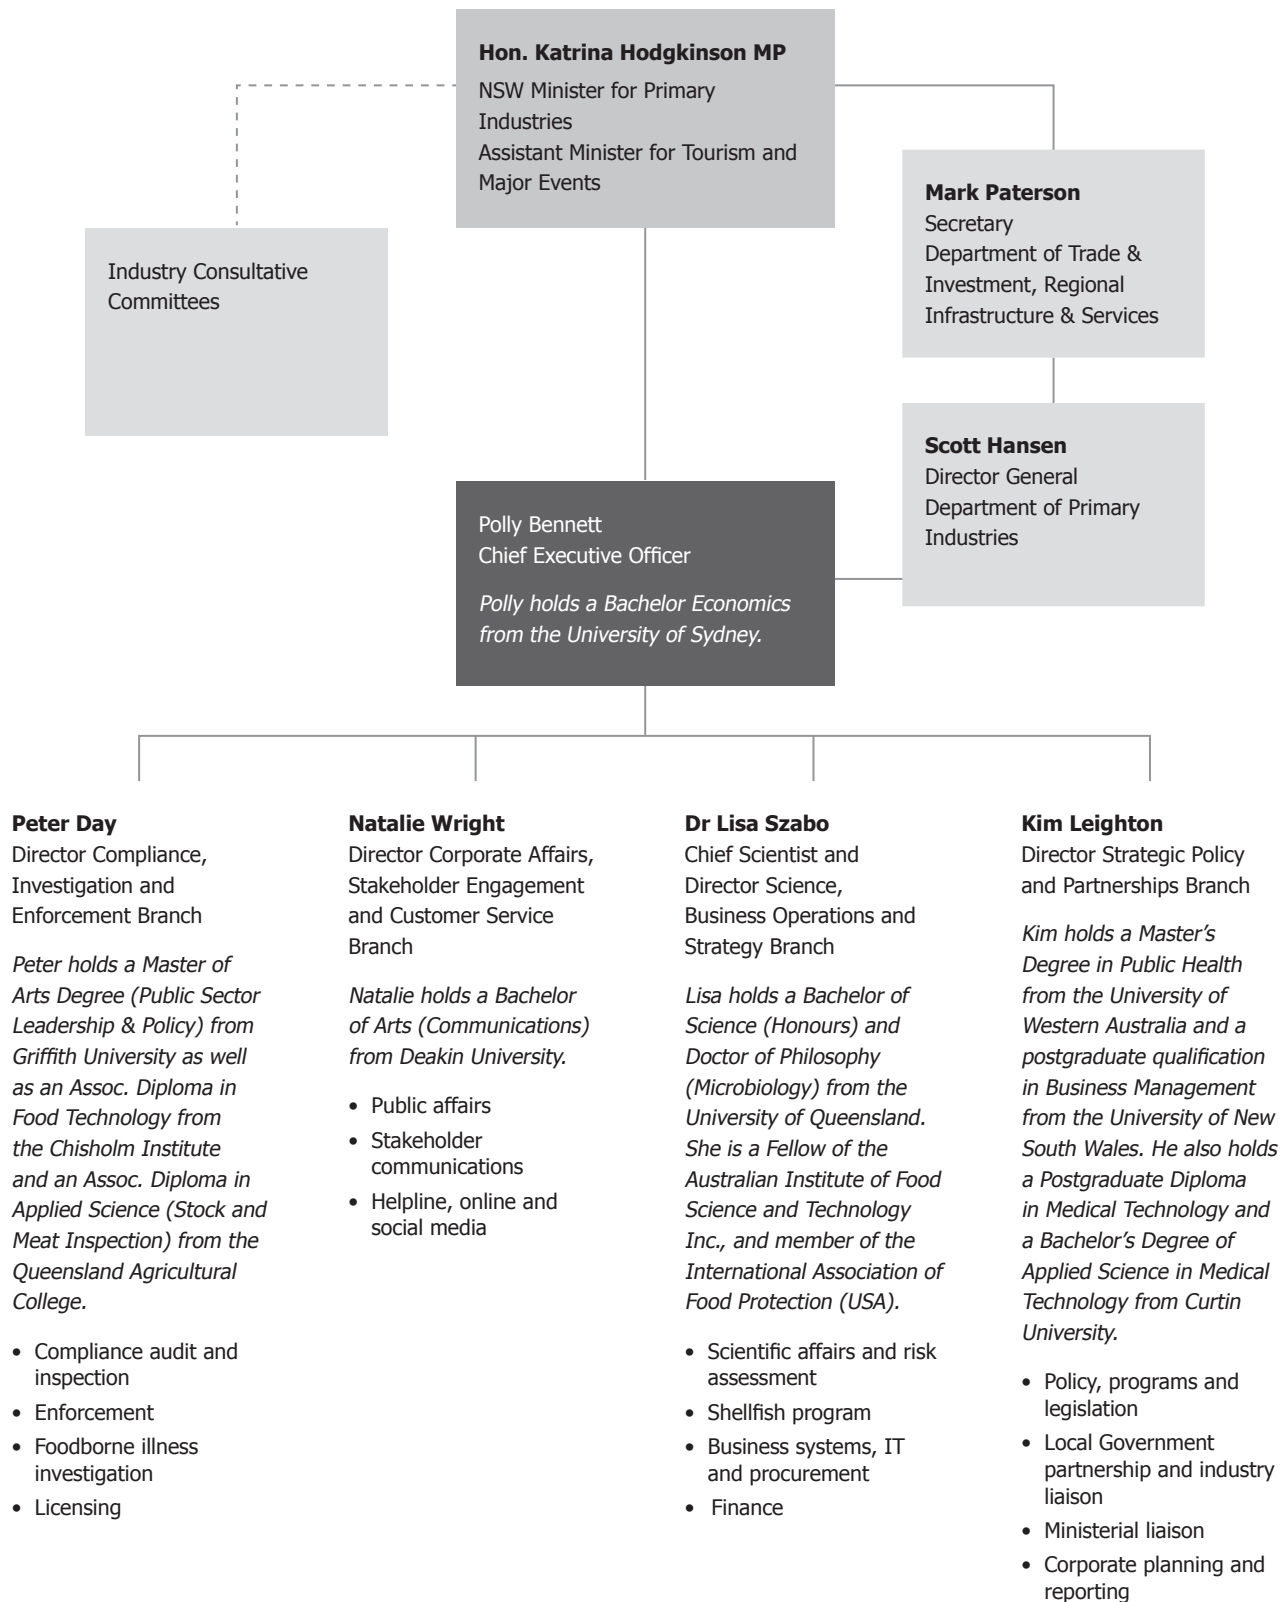 Hon. Katrina Hodgkinson MP
NSW Minister for Primary
Industries
Assistant Minister for Tourism and
Major Events
Mark Paterson
Secretary
Department of Trade &
Investment, Regional
Infrastructure & Services
Industry Consultative
Committees
Scott Hansen
Director General
Department of Primary
Industries
Polly Bennett
Chief Executive Officer
Polly holds a Bachelor Economics
from the University of Sydney.
Peter Day
Director Compliance,
Investigation and
Enforcement Branch
Peter holds a Master of
Arts Degree (Public Sector
Leadership & Policy) from
Griffith University as well
as an Assoc. Diploma in
Food Technology from
the Chisholm Institute
and an Assoc. Diploma in
Applied Science (Stock and
Meat Inspection) from the
Queensland Agricultural
College.
• Compliance audit and
inspection
• Enforcement
• Foodborne illness
investigation
• Licensing
Natalie Wright
Director Corporate Affairs,
Stakeholder Engagement
and Customer Service
Branch
Natalie holds a Bachelor
of Arts (Communications)
from Deakin University.
• Public affairs
• Stakeholder
communications
• Helpline, online and
social media
Dr Lisa Szabo
Chief Scientist and
Director Science,
Business Operations and
Strategy Branch
Lisa holds a Bachelor of
Science (Honours) and
Doctor of Philosophy
(Microbiology) from the
University of Queensland.
She is a Fellow of the
Australian Institute of Food
Science and Technology
Inc., and member of the
International Association of
Food Protection (USA).
• Scientific affairs and risk
assessment
• Shellfish program
• Business systems, IT
and procurement
• Finance
Kim Leighton
Director Strategic Policy
and Partnerships Branch
Kim holds a Master's
Degree in Public Health
from the University of
Western Australia and a
postgraduate qualification
in Business Management
from the University of New
South Wales. He also holds
a Postgraduate Diploma
in Medical Technology and
a Bachelor's Degree of
Applied Science in Medical
Technology from Curtin
University.
• Policy, programs and
legislation
• Local Government
partnership and industry
liaison
• Ministerial liaison
• Corporate planning and
reporting